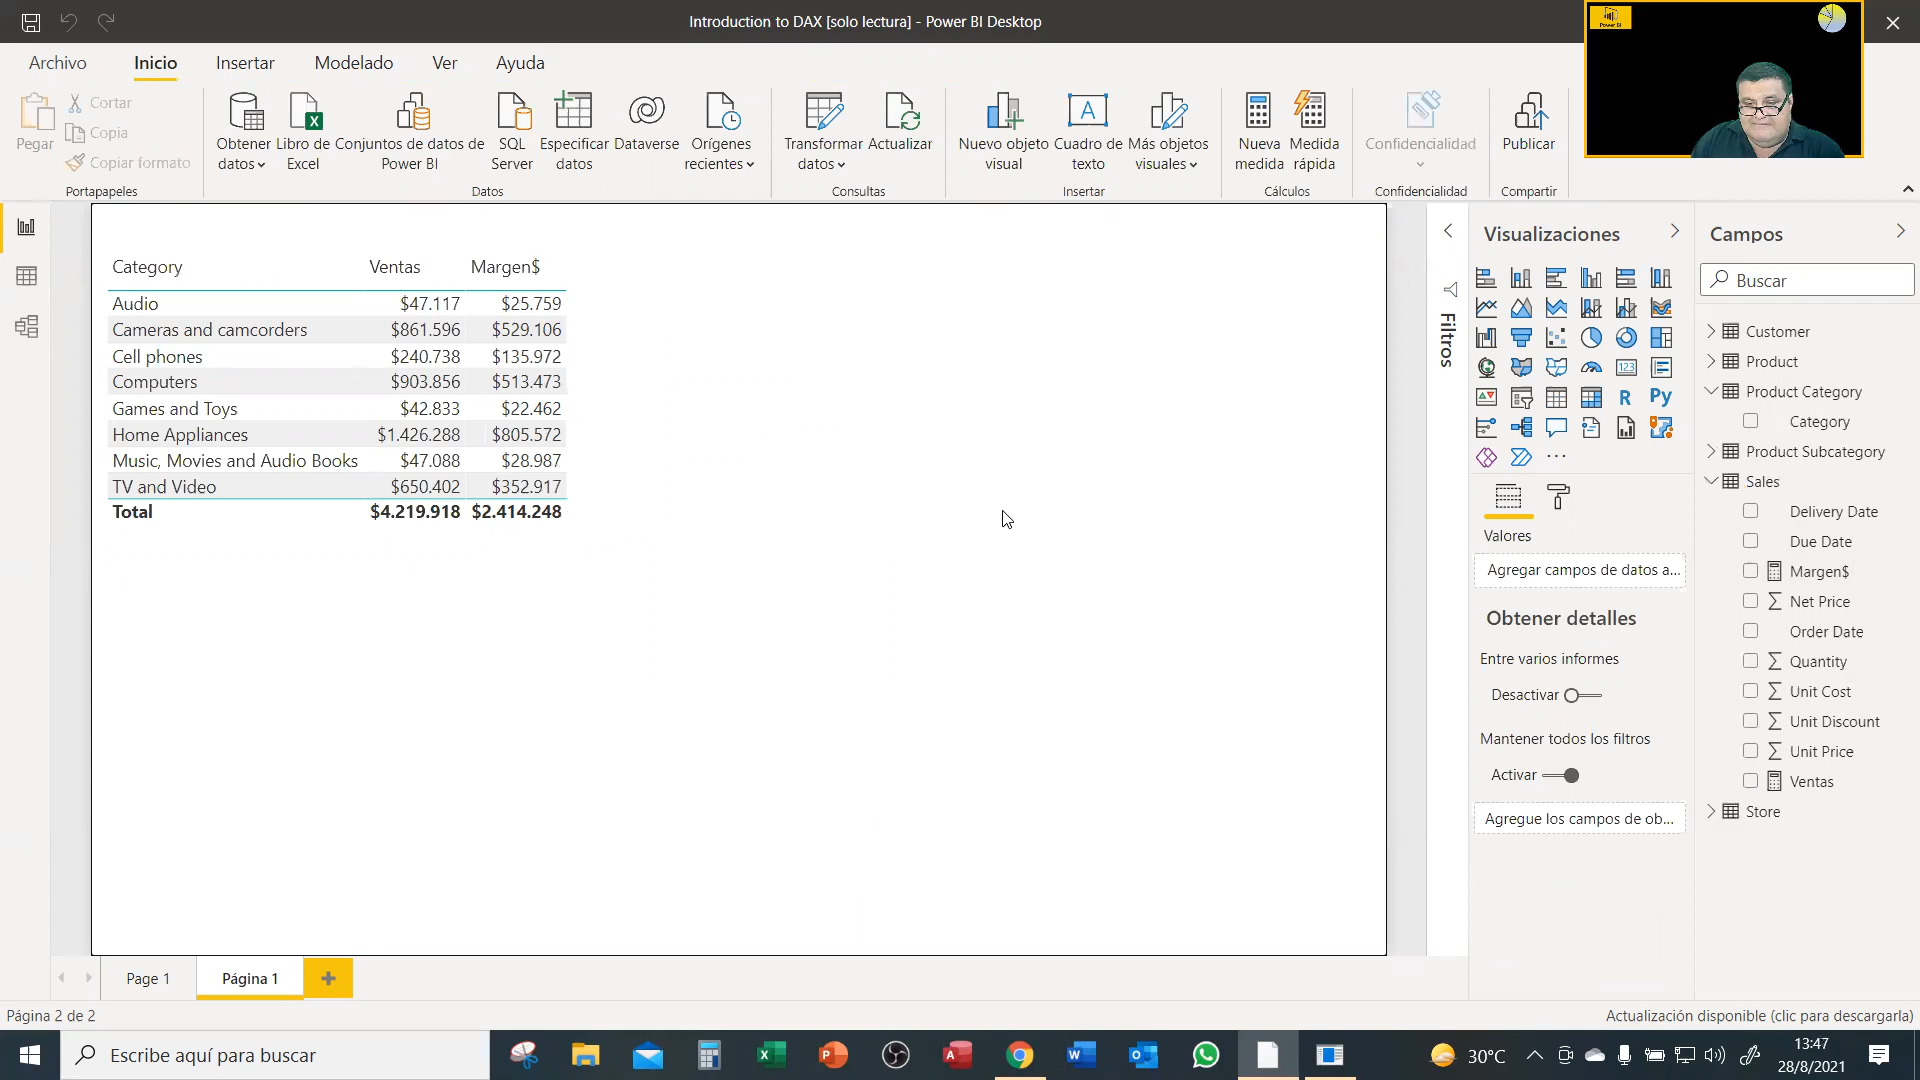 Introduction to DAX [solo lectura] - Power BI Desktop
Power BI
Archivo
Inicio
Insertar
Modelado
Ver
Ayuda
Pegar
Cortar
Copia
Copiar formato
Portapapeles
Obtener datos
Libro de Excel
Conjuntos de datos de Power BI
SQL Server
Especificar datos
Dataverse
Orígenes recientes
Datos
Transformar datos
Actualizar
Consultas
Nuevo objeto visual
A
Cuadro de texto
Más objetos visuales
Insertar
Nueva medida
Medida rápida
Cálculos
Confidencialidad
Confidencialidad
Publicar
Compartir
Category Ventas Margen$
Audio $47.117 $25.759
Cameras and camcorders $861.596 $529.106
Cell phones $240.738 $135.972
Computers $903.856 $513.473
Games and Toys $42.833 $22.462
Home Appliances $1.426.288 $805.572
Music, Movies and Audio Books $47.088 $28.987
TV and Video $650.402 $352.917
Total $4.219.918 $2.414.248
Filtros
Visualizaciones
123
R
Py
Valores
Agregar campos de datos a...
Obtener detalles
Entre varios informes
Desactivar
Mantener todos los filtros
Activar
Agregue los campos de ob...
Campos
Buscar
Customer
Product
Product Category
Category
Product Subcategory
Sales
Delivery Date
Due Date
Margen$
Net Price
Order Date
Quantity
Unit Cost
Unit Discount
Unit Price
Ventas
Store
Page 1
Página 1
Página 2 de 2
Actualización disponible (clic para descargarla)
Escribe aquí para buscar
30°C
13:47
28/8/2021